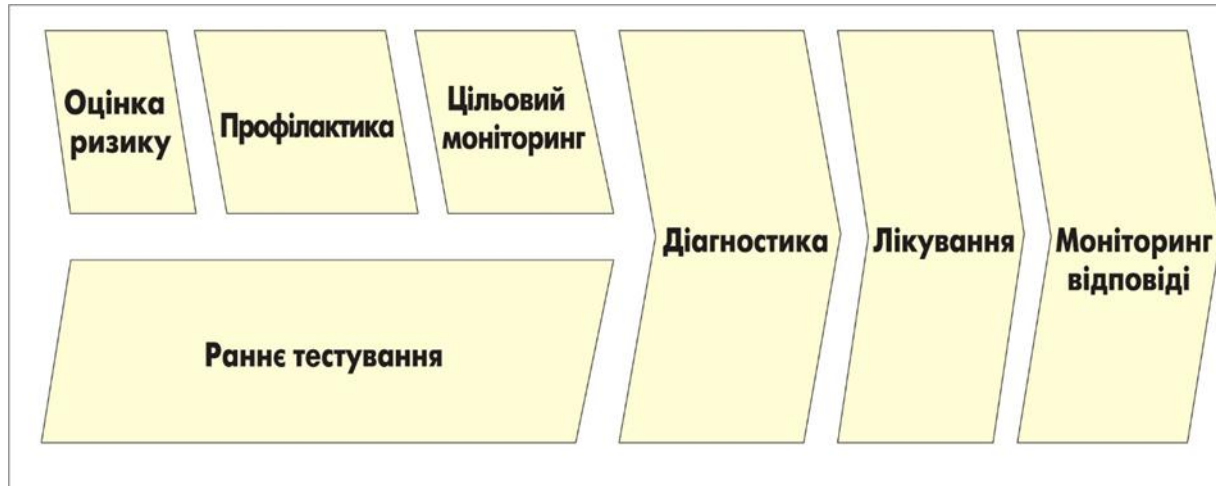 Оцінка
ризику
Профілактика
Цільовий
моніторинг
Діагностика
Лікування
Моніторинг
відповіді
Раннє тестування